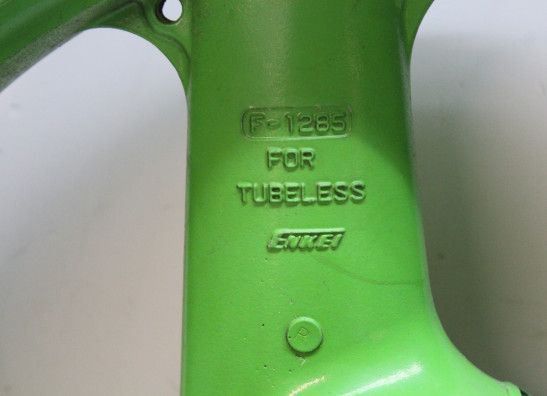 F-1285
FOR
TUBELESS
ENKEI
P